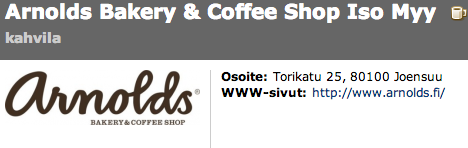 Arnolds Bakery & Coffee Shop Iso Myy
kahvila
Arnolds®
BAKERY & COFFEE SHOP
Osoite: Torikatu 25, 80100 Joensuu
WWW-sivut: http://www.arnolds.fi/